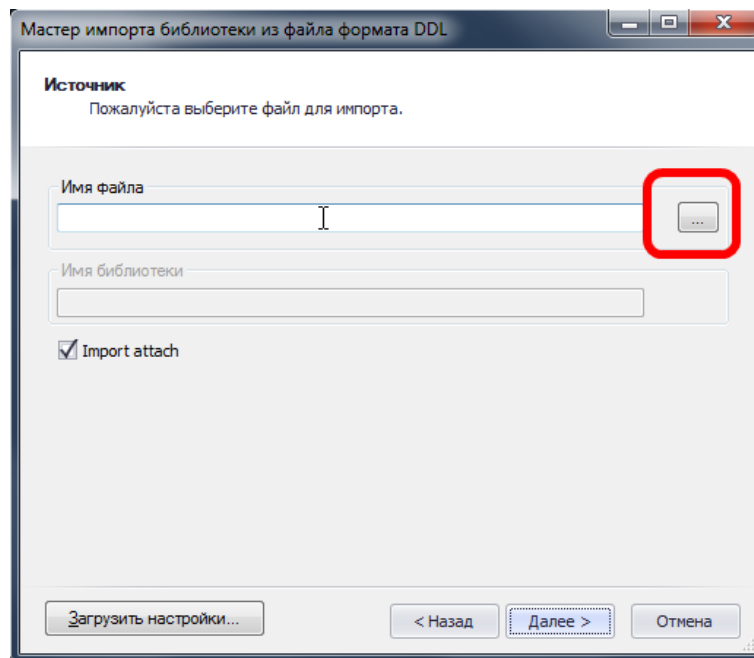 Мастер импорта библиотеки из файла формата DDL
Источник
Пожалуйста выберите файл для импорта.
Имя файла
...
Имя библиотеки
Import attach
Загрузить настройки...
< Назад
Далее >
Отмена